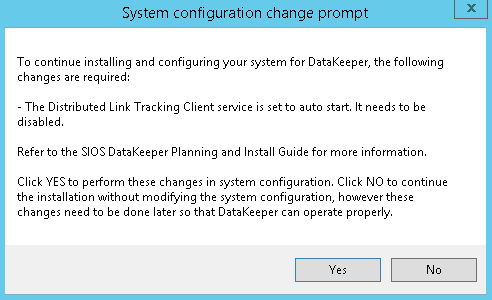 System configuration change prompt
x
To continue installing and configuring your system for DataKeeper, the following
changes are required:
- The Distributed Link Tracking Client service is set to auto start. It needs to be
disabled.
Refer to the SIOS DataKeeper Planning and Install Guide for more information.
Click YES to perform these changes in system configuration. Click NO to continue
the installation without modifying the system configuration, however these
changes need to be done later so that DataKeeper can operate properly.
Yes
No